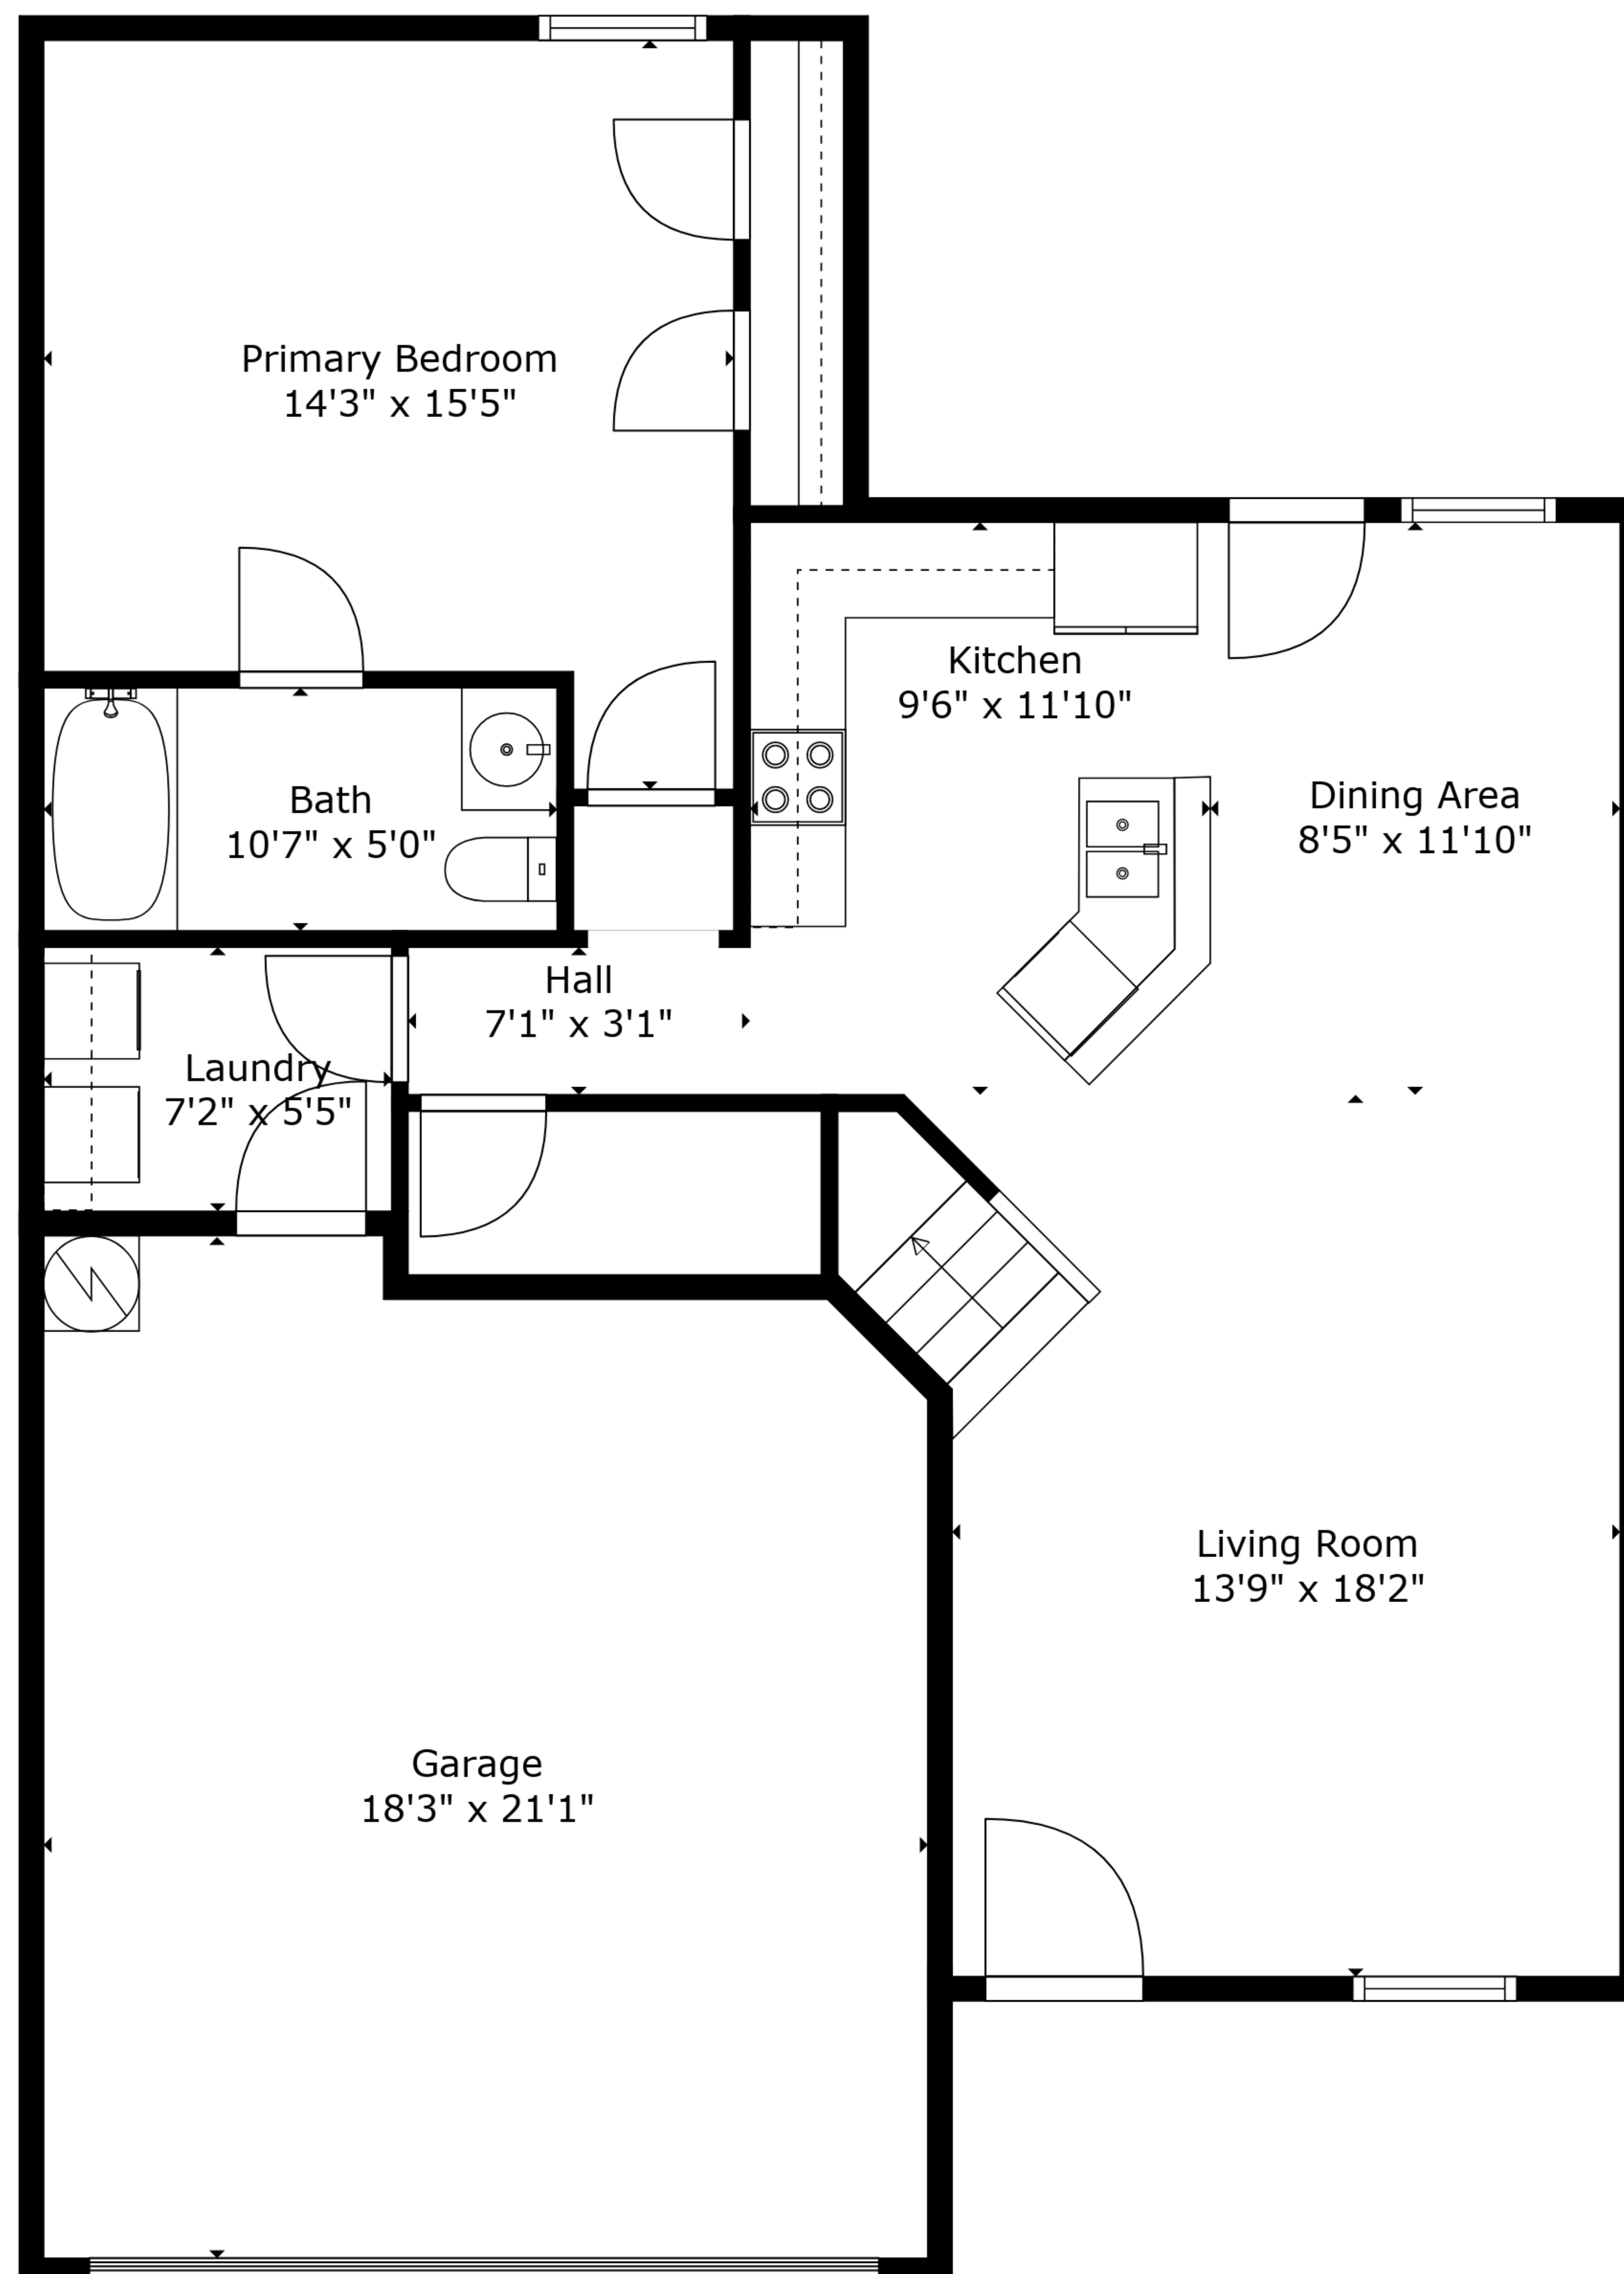 Primary Bedroom
14'3" x 15'5"
Kitchen
9'6" x 11'10"
Dining Area
8'5" x 11'10"
Bath
10'7" x 5'0"
Hall
7'1" x 3'1"
Laundry
7'2" x 5'5"
Living Room
13'9" x 18'2"
Garage
18'3" x 21'1"